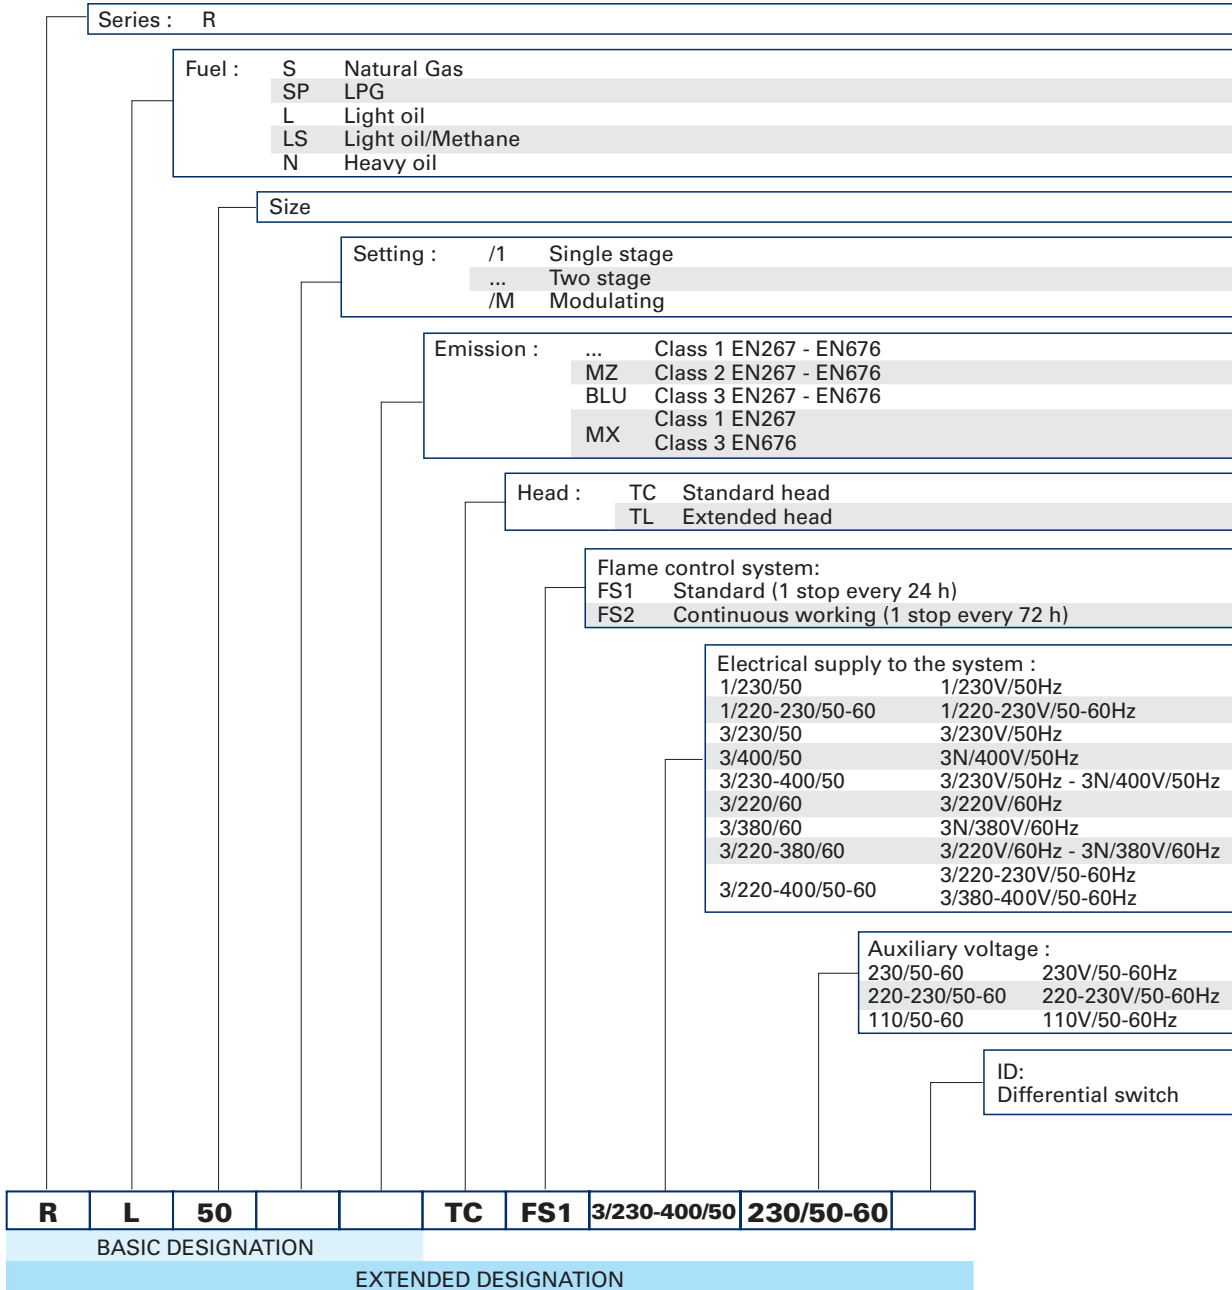 Series : R
Fuel : S Natural Gas
SP LPG
L Light oil
LS Light oil/Methane
N Heavy oil
Size
Setting : /1 Single stage
... Two stage
/M Modulating
Emission : ... Class 1 EN267 - EN676
MZ Class 2 EN267 - EN676
BLU Class 3 EN267 - EN676
MX Class 1 EN267
Class 3 EN676
Head : TC Standard head
TL Extended head
Flame control system:
FS1 Standard (1 stop every 24 h)
FS2 Continuous working (1 stop every 72 h)
Electrical supply to the system :
1/230/50 1/230V/50Hz
1/220-230/50-60 1/220-230V/50-60Hz
3/230/50 3/230V/50Hz
3/400/50 3N/400V/50Hz
3/230-400/50 3/230V/50Hz - 3N/400V/50Hz
3/220/60 3/220V/60Hz
3/380/60 3N/380V/60Hz
3/220-380/60 3/220V/60Hz - 3N/380V/60Hz
3/220-400/50-60 3/220-230V/50-60Hz
3/380-400V/50-60Hz
Auxiliary voltage :
230/50-60 230V/50-60Hz
220-230/50-60 220-230V/50-60Hz
110/50-60 110V/50-60Hz
ID:
Differential switch
R L 50 TC FS1 3/230-400/50 230/50-60
BASIC DESIGNATION
EXTENDED DESIGNATION